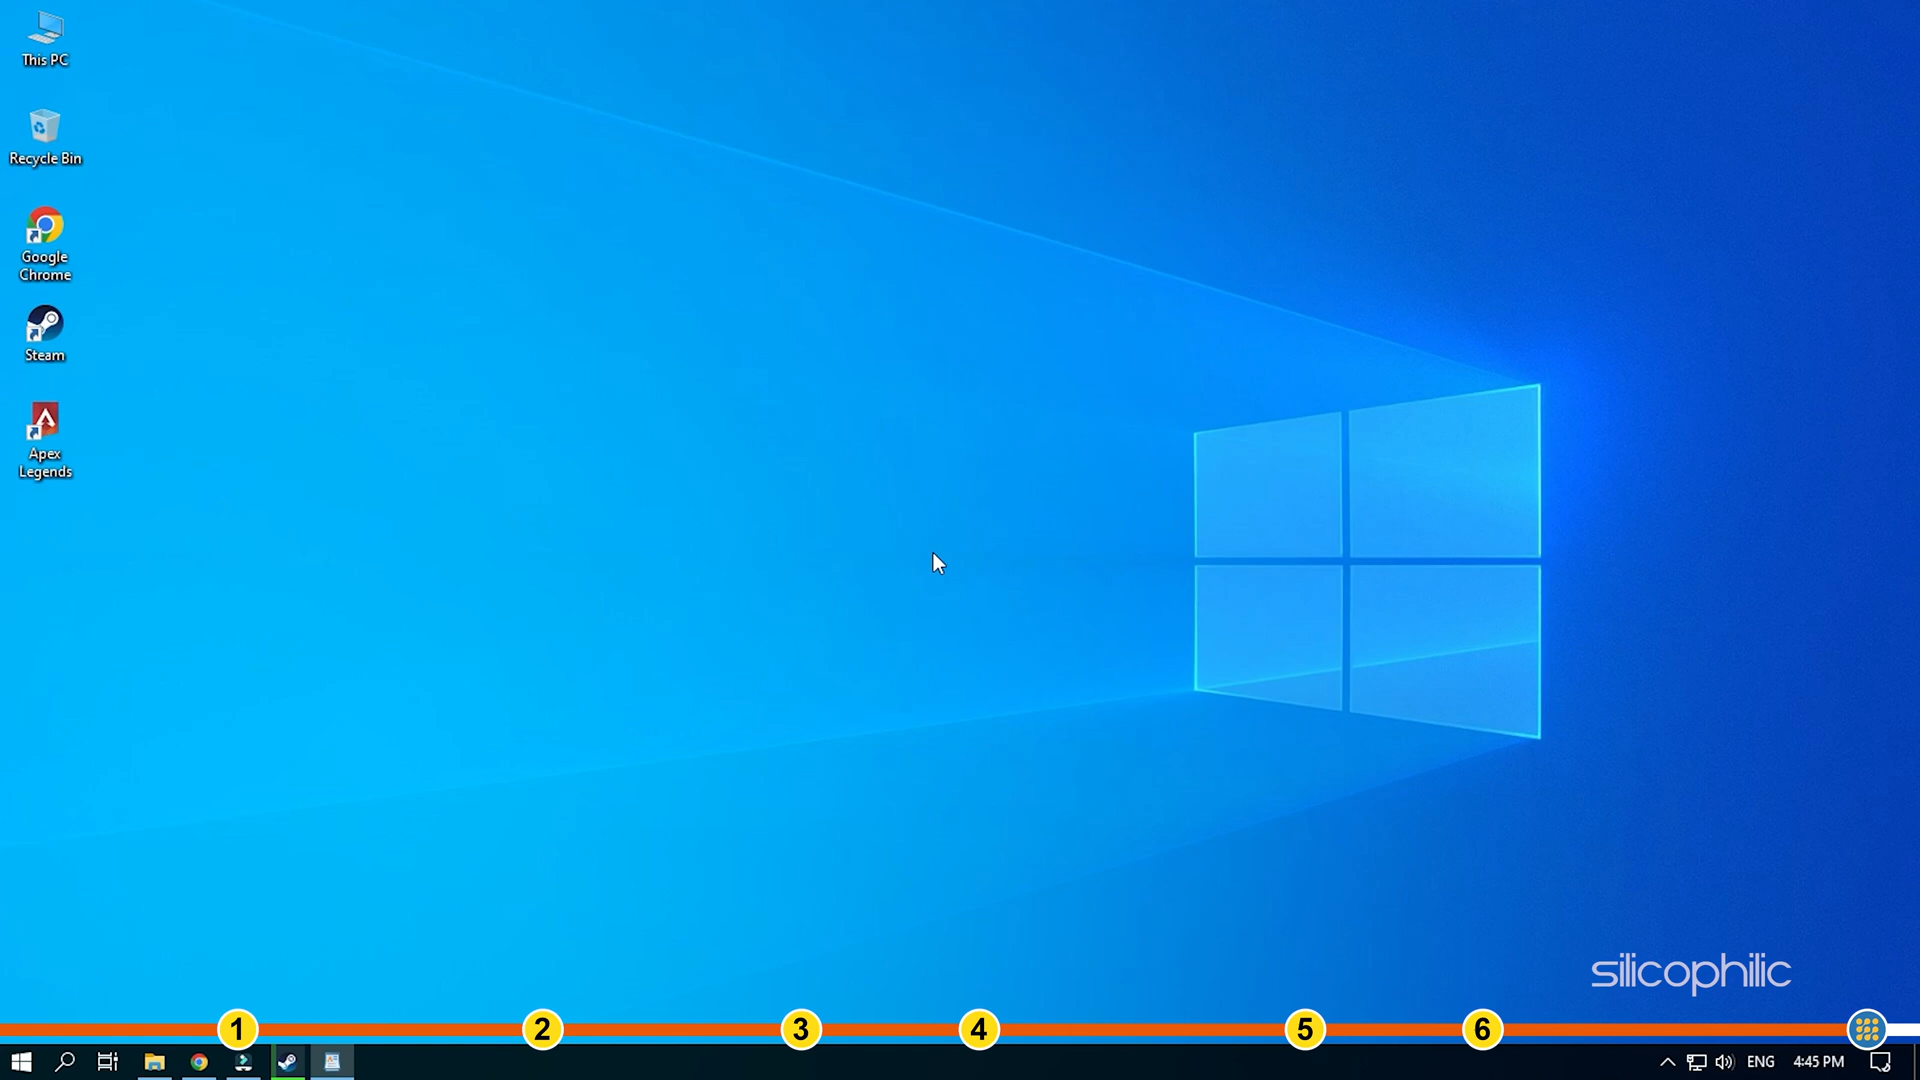 This PC
Recycle Bin
Google
Chrome
Steam
Apex
Legends
silicophilic
1 2 3 4 5 6
ENG 4:45 PM